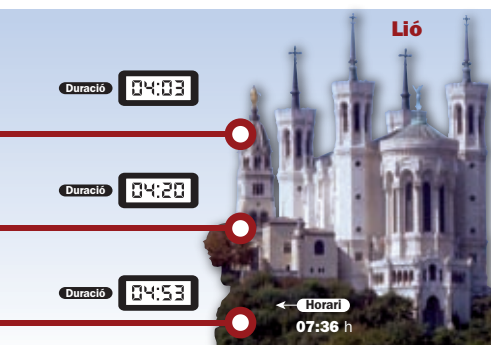 Lió
Duració 04:03
Duració 04:20
Duració 04:53
Horari
07:36 h